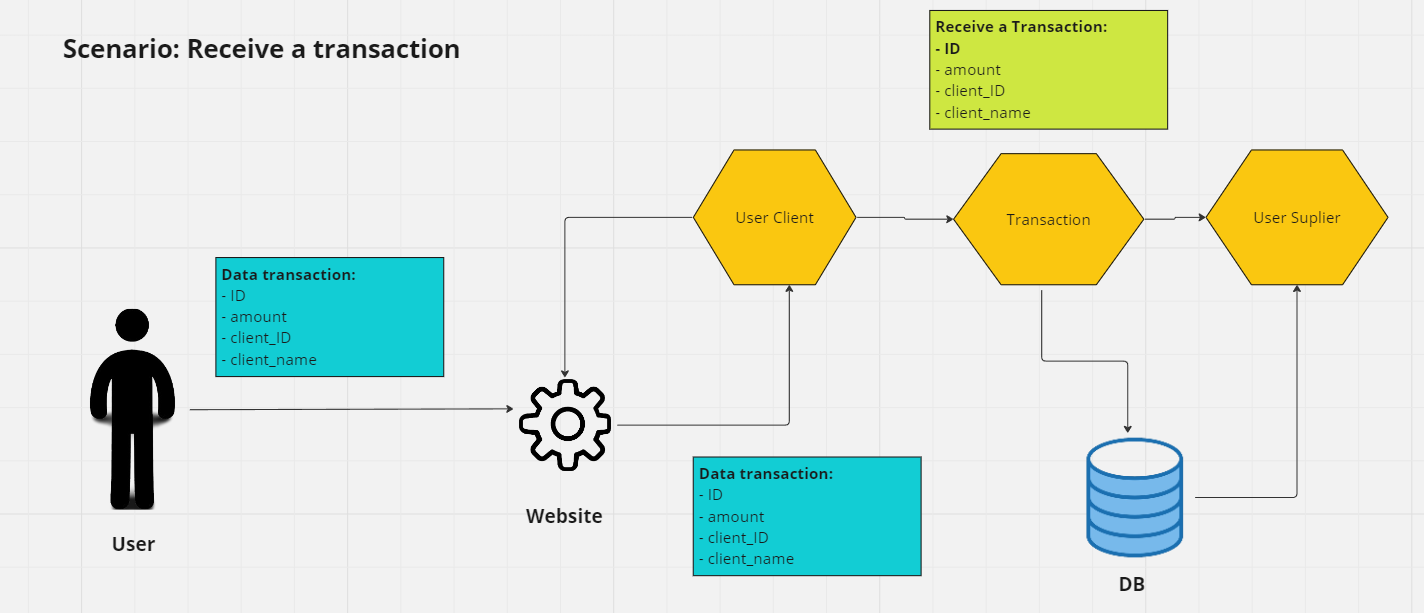 Scenario: Receive a transaction
Receive a Transaction:
- ID
- amount
- client_ID
- client_name
User Client
Transaction
User Suplier
Data transaction:
- ID
- amount
- client_ID
- client_name
Website
User
Data transaction:
- ID
- amount
- client_ID
- client_name
DB